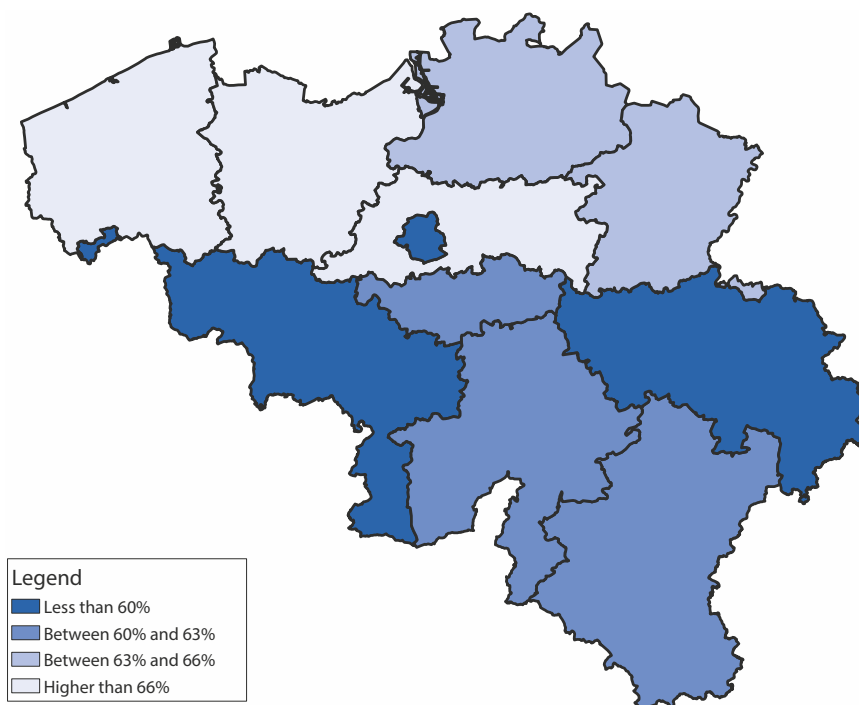 Legend
Less than 60%
Between 60% and 63%
Between 63% and 66%
Higher than 66%